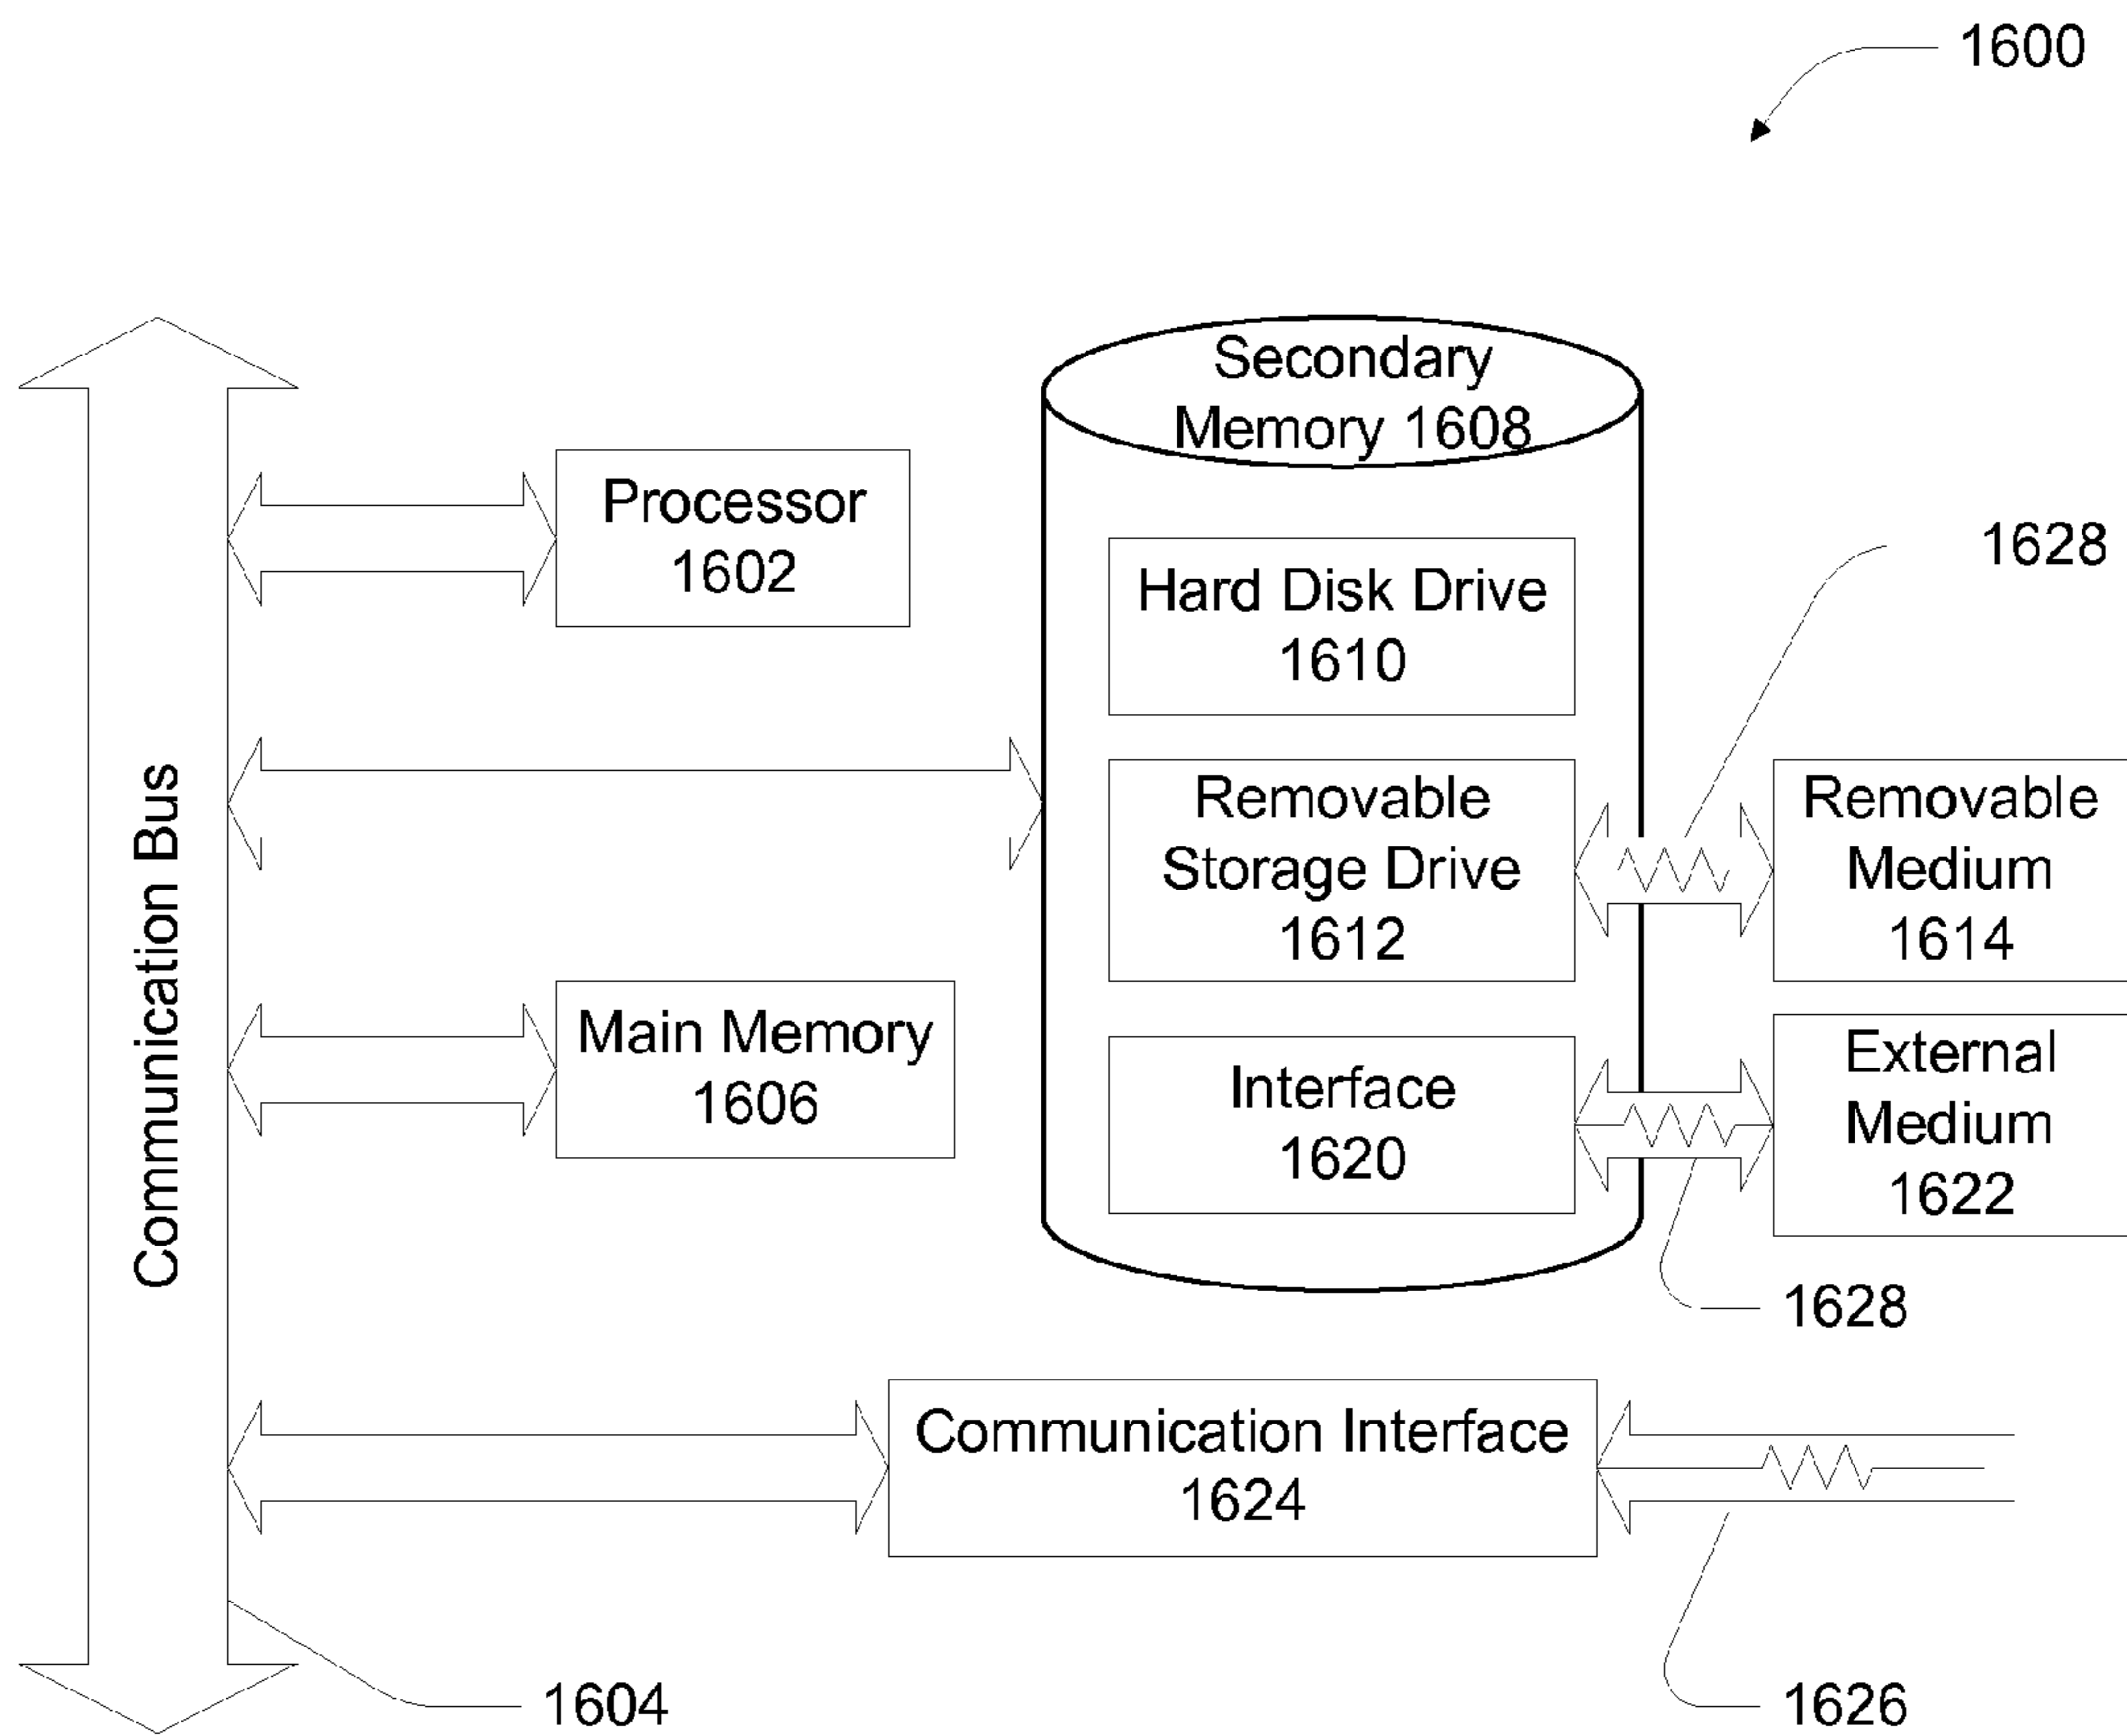 1600
Secondary
Memory 1608
Processor
1602
Hard Disk Drive
1610
1628
Removable
Storage Drive
1612
Removable
Medium
1614
Communication Bus
Main Memory
1606
Interface
1620
External
Medium
1622
1628
Communication Interface
1624
1604
1626